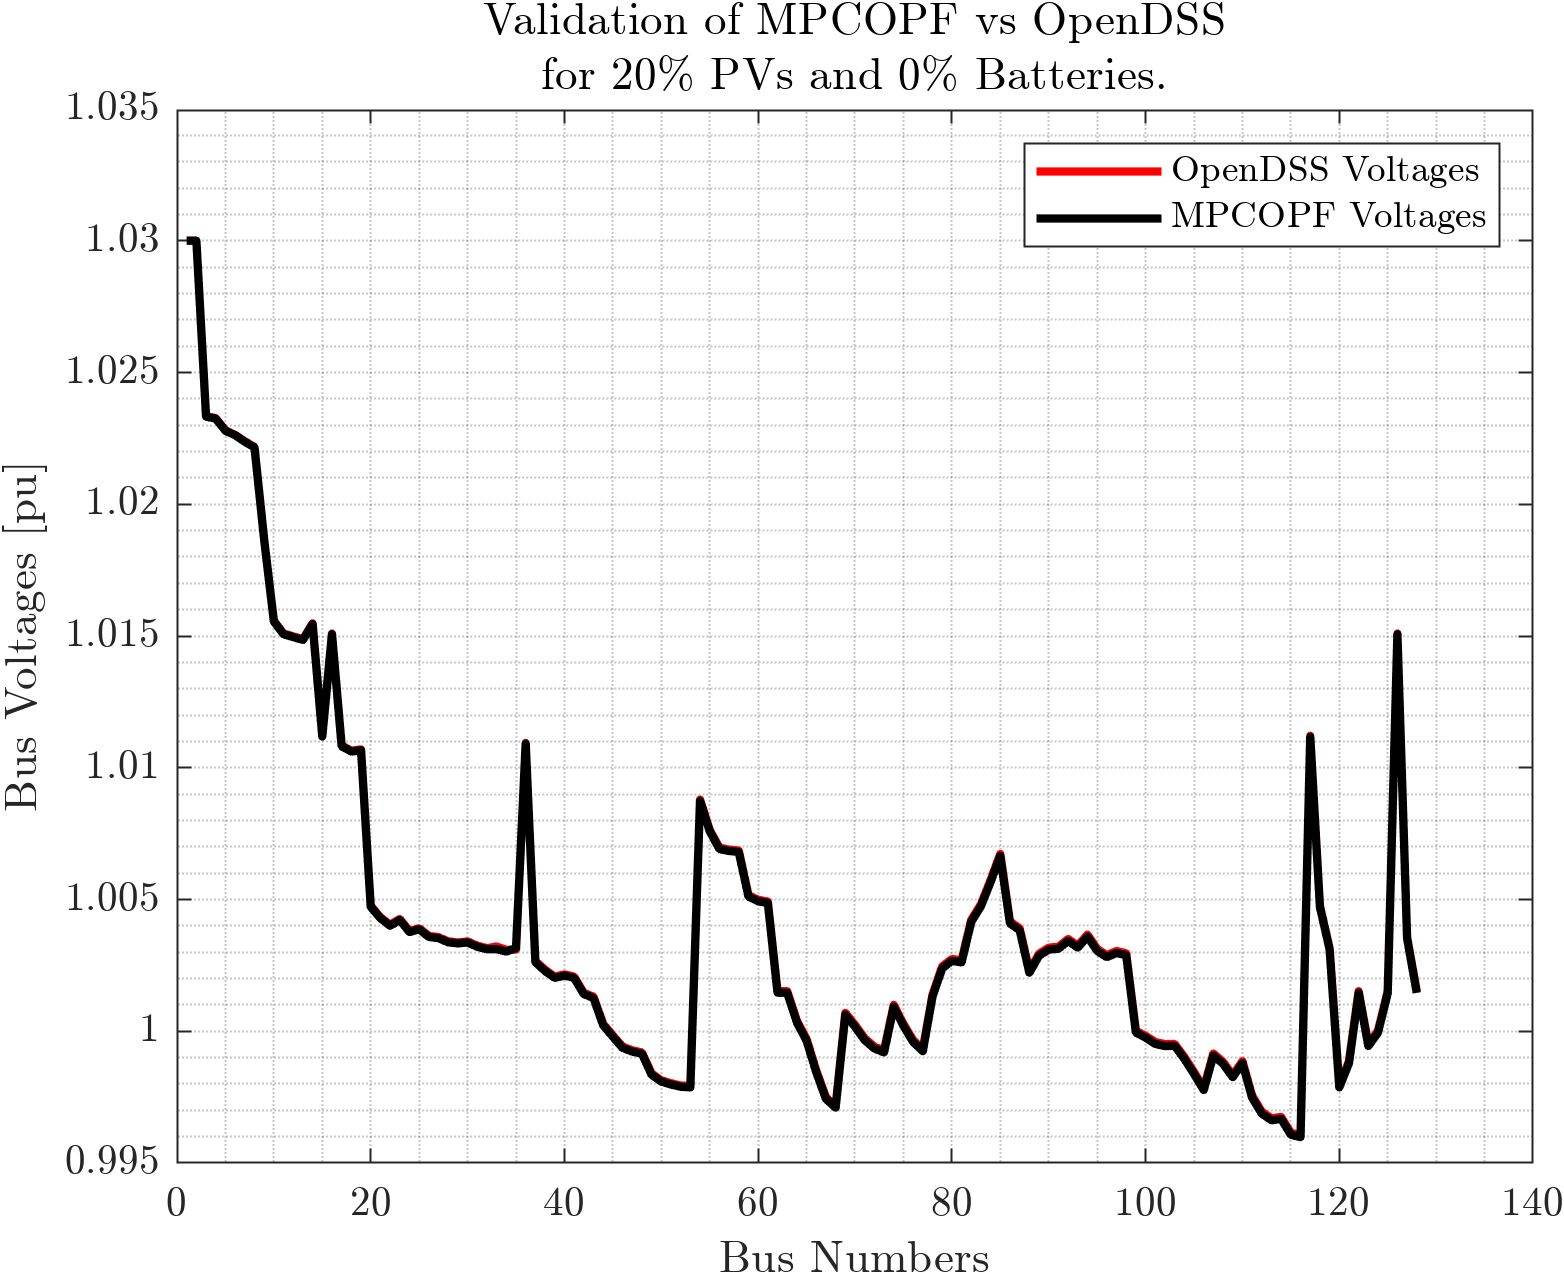 Validation of MPCOPF vs OpenDSS
for 20% PVs and 0% Batteries.
1.035
1.03
1.025
1.02
1.015
1.01
1.005
1
0.995
Bus Voltages [pu]
OpenDSS Voltages
MPCOPF Voltages
0 20 40 60 80 100 120 140
Bus Numbers